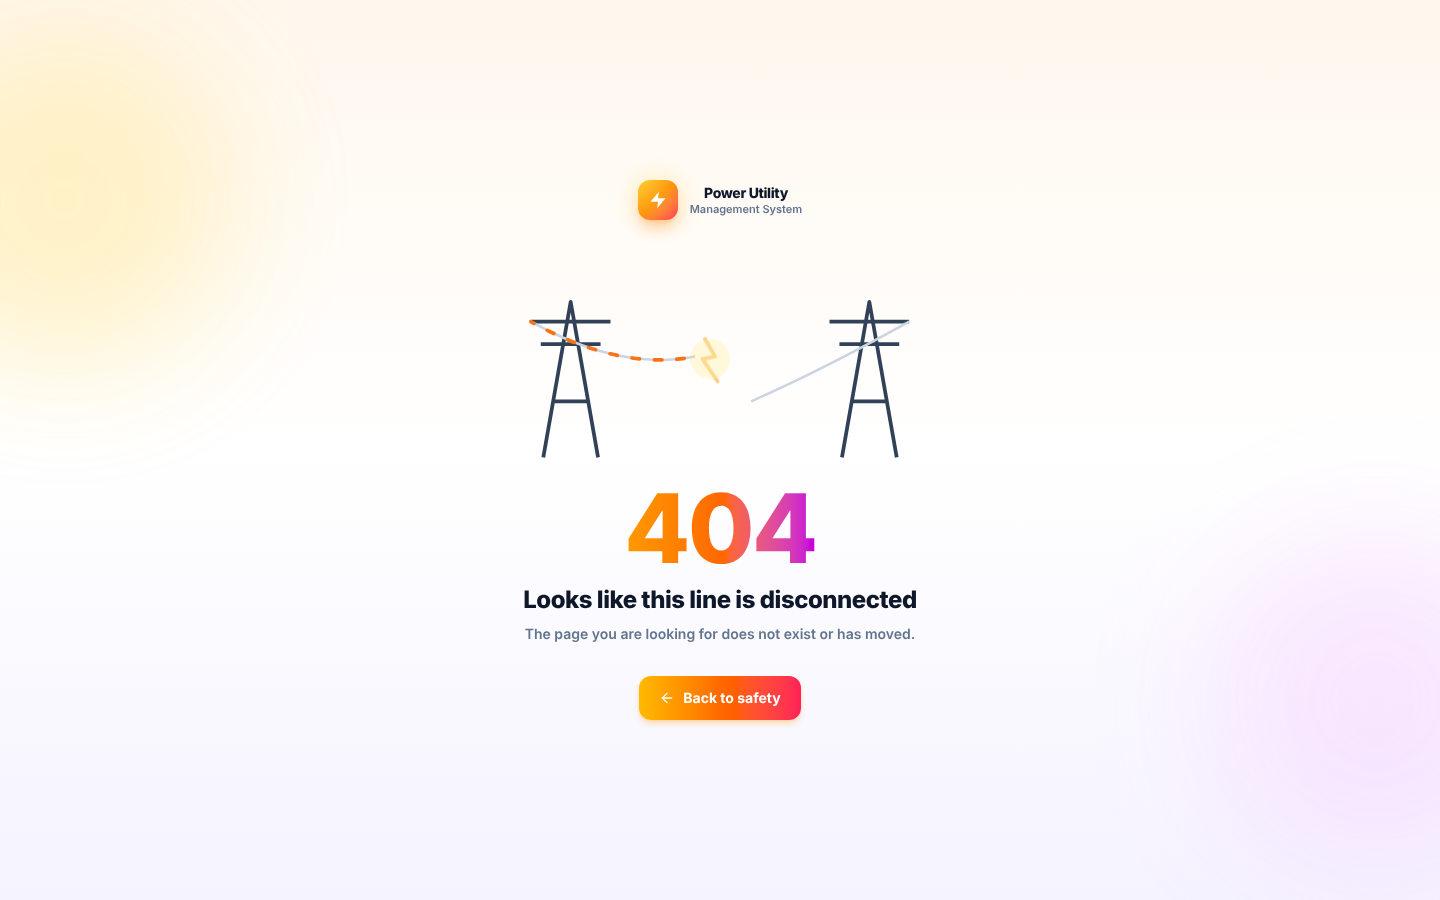 Power Utility
Management System
404
Looks like this line is disconnected
The page you are looking for does not exist or has moved.
Back to safety